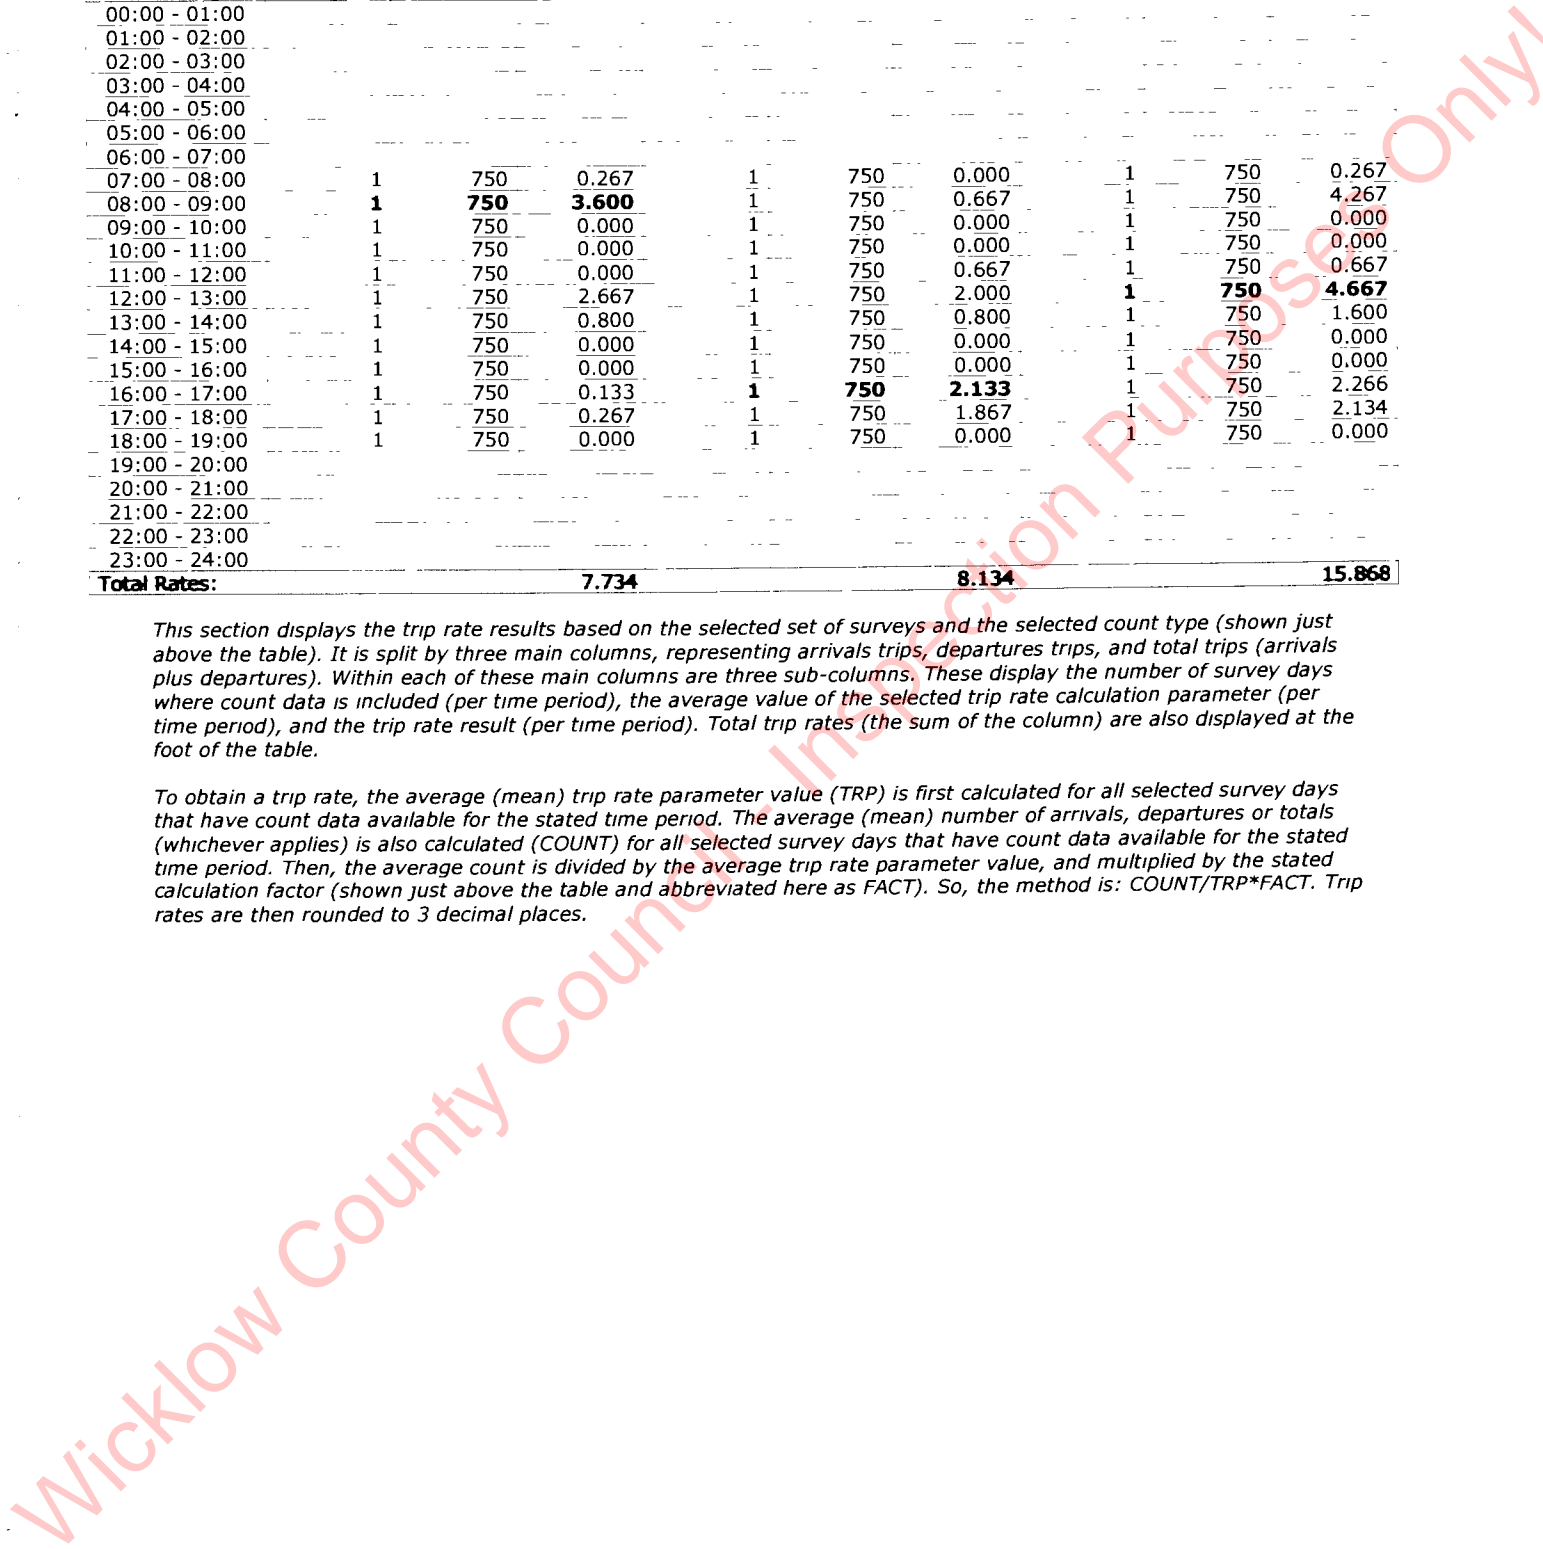 00:00 - 01:00
01:00 - 02:00
02:00 - 03:00
03:00 - 04:00
04:00 - 05:00
05:00 - 06:00
06:00 - 07:00
07:00 - 08:00 1 750 0.267 1 750 0.000 1 750 0.267
08:00 - 09:00 1 750 3.600 1 750 0.667 1 750 4.267
09:00 - 10:00 1 750 0.000 1 750 0.000 1 750 0.000
10:00 - 11:00 1 750 0.000 1 750 0.000 1 750 0.000
11:00 - 12:00 1 750 0.000 1 750 0.667 1 750 0.667
12:00 - 13:00 1 750 2.667 1 750 2.000 1 750 4.667
13:00 - 14:00 1 750 0.800 1 750 0.800 1 750 1.600
14:00 - 15:00 1 750 0.000 1 750 0.000 1 750 0.000
15:00 - 16:00 1 750 0.000 1 750 0.000 1 750 0.000
16:00 - 17:00 1 750 0.133 1 750 2.133 1 750 2.266
17:00 - 18:00 1 750 0.267 1 750 1.867 1 750 2.134
18:00 - 19:00 1 750 0.000 1 750 0.000 1 750 0.000
19:00 - 20:00
20:00 - 21:00
21:00 - 22:00
22:00 - 23:00
23:00 - 24:00
Total Rates: 7.734 8.134 15.868
This section displays the trip rate results based on the selected set of surveys and the selected count type (shown just
above the table). It is split by three main columns, representing arrivals trips, departures trips, and total trips (arrivals
plus departures). Within each of these main columns are three sub-columns. These display the number of survey days
where count data is included (per time period), the average value of the selected trip rate calculation parameter (per
time period), and the trip rate result (per time period). Total trip rates (the sum of the column) are also displayed at the
foot of the table.
To obtain a trip rate, the average (mean) trip rate parameter value (TRP) is first calculated for all selected survey days
that have count data available for the stated time period. The average (mean) number of arrivals, departures or totals
(whichever applies) is also calculated (COUNT) for all selected survey days that have count data available for the stated
time period. Then, the average count is divided by the average trip rate parameter value, and multiplied by the stated
calculation factor (shown just above the table and abbreviated here as FACT). So, the method is: COUNT/TRP*FACT. Trip
rates are then rounded to 3 decimal places.
Wicklow County Council - Inspection Purposes Only!